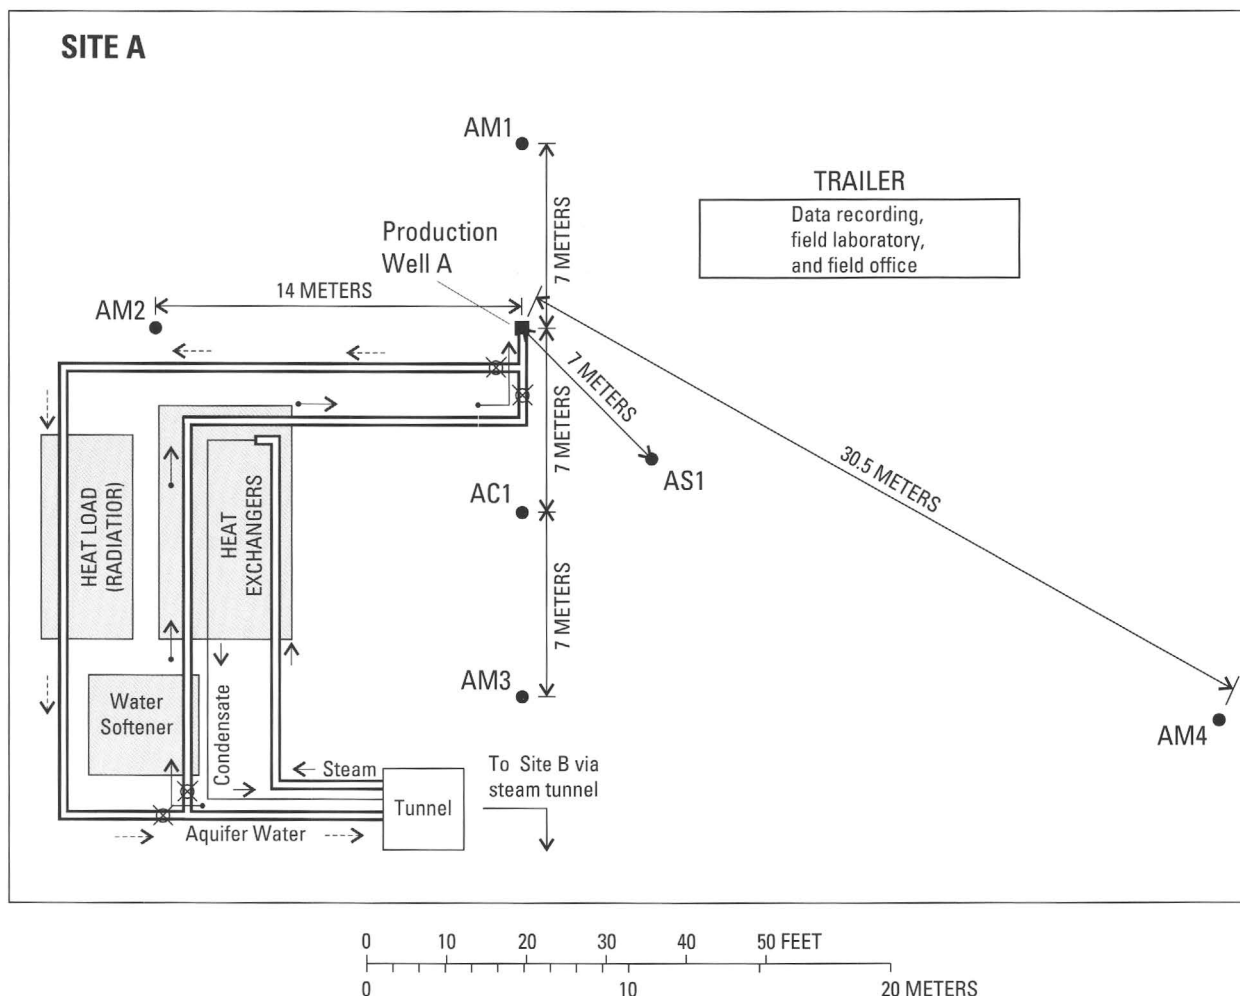 SITE A
AM1
7 METERS
TRAILER
Data recording,
field laboratory,
and field office
Production
Well A
14 METERS
AM2
7 METERS
7 METERS
30.5 METERS
AS1
AC1
HEAT LOAD
(RADIATIOR)
HEAT
EXCHANGERS
7 METERS
AM3
AM4
Water
Softener
Condensate
Steam
To Site B via
steam tunnel
Tunnel
Aquifer Water
0 10 20 30 40 50 FEET
0 10 20 METERS